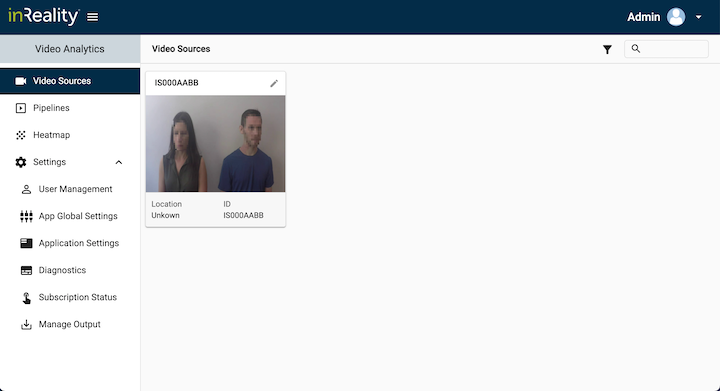 inReality
Admin
Video Analytics
Video Sources
Video Sources
Pipelines
Heatmap
Settings
User Management
App Global Settings
Application Settings
Diagnostics
Subscription Status
Manage Output
IS000AABB
Location
ID
Unkown
IS000AABB